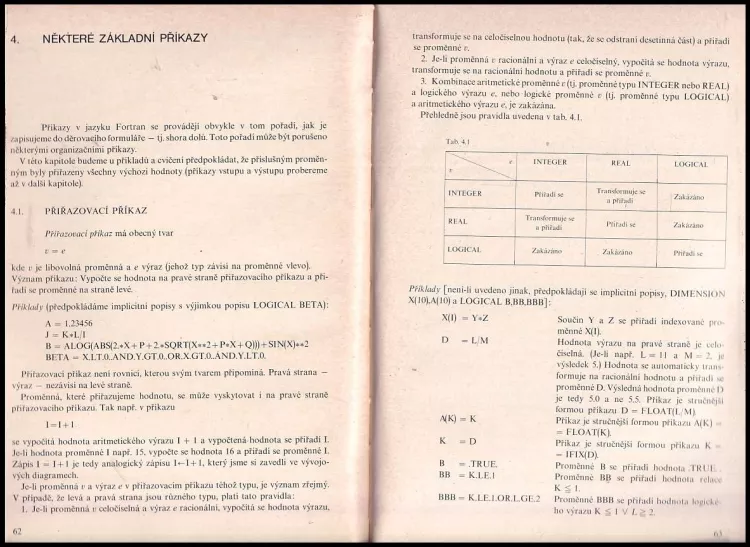 4. NĚKTERÉ ZÁKLADNÍ PŘÍKAZY
Příkazy v jazyku Fortran se provádějí obvykle v tom pořadí, jak je
zapisujeme do děrovacího formuláře — tj. shora dolů. Toto pořadí může být porušeno
některými organizačními příkazy.
V této kapitole budeme u příkladů a cvičení předpokládat, že příslušným proměn-
ným byly přiřazeny všechny výchozí hodnoty (příkazy vstupu a výstupu probereme
až v další kapitole).
4.1. PŘIŘAZOVACÍ PŘÍKAZ
Přiřazovací příkaz má obecný tvar
v = e
kde v je libovolná proměnná a e výraz (jehož typ závisí na proměnné vlevo).
Význam příkazu: Vypočte se hodnota na pravé straně přiřazovacího příkazu a při-
řadí se proměnné na straně levé.
Příklady (předpokládáme implicitní popisy s výjimkou popisu LOGICAL BETA):
A = 1.23456
J = K*L/I
B = ALOG(ABS(2.*X + P + 2.*SQRT(X**2 + P*X + Q))) + SIN(X)**2
BETA = X.LT.0..AND.Y.GT.0..OR.X.GT.0..AND.Y.LT.0.
Přiřazovací příkaz není rovnicí, kterou svým tvarem připomíná. Pravá strana —
výraz — nezávisí na levé straně.
Proměnná, které přiřazujeme hodnotu, se může vyskytovat i na pravé straně
přiřazovacího příkazu. Tak např. v příkazu
I = I + 1
se vypočítá hodnota aritmetického výrazu I + 1 a vypočtená hodnota se přiřadí I.
Je-li hodnota proměnné I např. 15, vypočte se hodnota 16 a přiřadí se proměnné I.
Zápis I = I + 1 je tedy analogický zápisu I←I+1, který jsme si zavedli ve vývojo-
vých diagramech.
Je-li proměnná v a výraz e v přiřazovacím příkazu téhož typu, je význam zřejmý.
V případě, že levá a pravá strana jsou různého typu, platí tato pravidla:
1. Je-li proměnná v celočíselná a výraz e racionální, vypočítá se hodnota výrazu,
62
transformuje se na celočíselnou hodnotu (tak, že se odstraní desetinná část) a přiřadí
se proměnné v.
2. Je-li proměnná v racionální a výraz e celočíselný, vypočítá se hodnota výrazu,
transformuje se na racionální hodnotu a přiřadí se proměnné v.
3. Kombinace aritmetické proměnné v (tj. proměnné typu INTEGER nebo REAL)
a logického výrazu e, nebo logické proměnné v (tj. proměnné typu LOGICAL)
a aritmetického výrazu e, je zakázána.
Přehledně jsou pravidla uvedena v tab. 4.1.
Tab. 4.1
e INTEGER REAL LOGICAL
v
INTEGER Přiřadí se Transformuje se a přiřadí Zakázáno
REAL Transformuje se a přiřadí Přiřadí se Zakázáno
LOGICAL Zakázáno Zakázáno Přiřadí se
Příklady [není-li uvedeno jinak, předpokládají se implicitní popisy, DIMENSION
X(10),A(10) a LOGICAL B,BB,BBB]:
X(I) = Y*Z Součin Y a Z se přiřadí indexované pro-
měnné X(I).
D = L/M Hodnota výrazu na pravé straně je celo-
číselná. (Je-li např. L = 11 a M = 2, je
výsledek 5.) Hodnota se automaticky trans-
formuje na racionální hodnotu a přiřadí se
proměnné D. Výsledná hodnota proměnné D
je tedy 5.0 a ne 5.5. Příkaz je stručnější
formou příkazu D = FLOAT(L/M).
A(K) = K Příkaz je stručnější formou příkazu A(K) =
= FLOAT(K).
K = D Příkaz je stručnější formou příkazu K =
= IFIX(D).
B = .TRUE. Proměnné B se přiřadí hodnota .TRUE.
BB = K.LE.1 Proměnné BB se přiřadí hodnota relace
K ≦ 1.
BBB = K.LE.1.OR.L.GE.2 Proměnné BBB se přiřadí hodnota logické-
ho výrazu K ≦ 1 ∨ L ≧ 2.
63